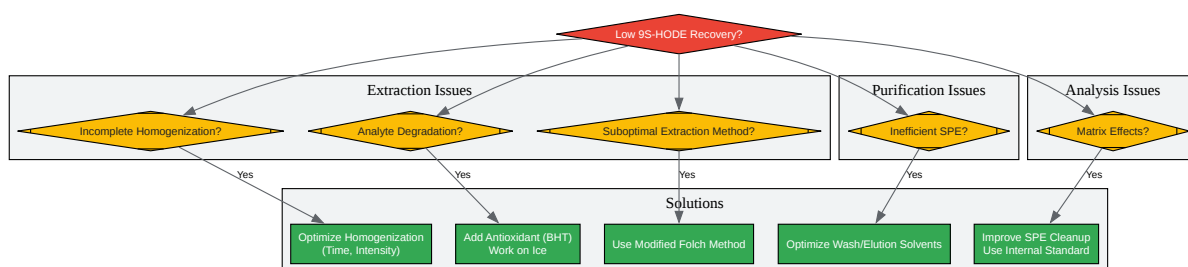 Low 9S-HODE Recovery?
Extraction Issues
Purification Issues
Analysis Issues
Incomplete Homogenization?
Analyte Degradation?
Suboptimal Extraction Method?
Inefficient SPE?
Matrix Effects?
Yes
Yes
Yes
Yes
Yes
Solutions
Optimize Homogenization
(Time, Intensity)
Add Antioxidant (BHT)
Work on Ice
Use Modified Folch Method
Optimize Wash/Elution Solvents
Improve SPE Cleanup
Use Internal Standard